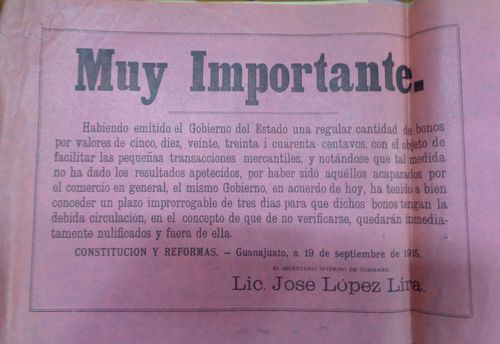 Muy Importante.
Habiendo emitido el Gobierno del Estado una regular cantidad de bonos
por valores de cinco, diez, veinte, treinta i cuarenta centavos, con el objeto de
facilitar las pequeñas transacciones mercantiles, y notándose que tal medida
no ha dado los resultados apetecidos, por haber sido aquéllos acaparados por
el comercio en general, el mismo Gobierno, en acuerdo de hoy, ha tenido a bien
conceder un plazo improrrogable de tres días para que dichos bonos tengan la
debida circulación, en el concepto de que de no verificarse, quedarán inmedia-
tamente nulificados y fuera de ella.
CONSTITUCION Y REFORMAS. - Guanajuato, a 19 de septiembre de 1915.
EL SECRETARIO INTERINO DE GOBIERNO
Lic. José López Lira.